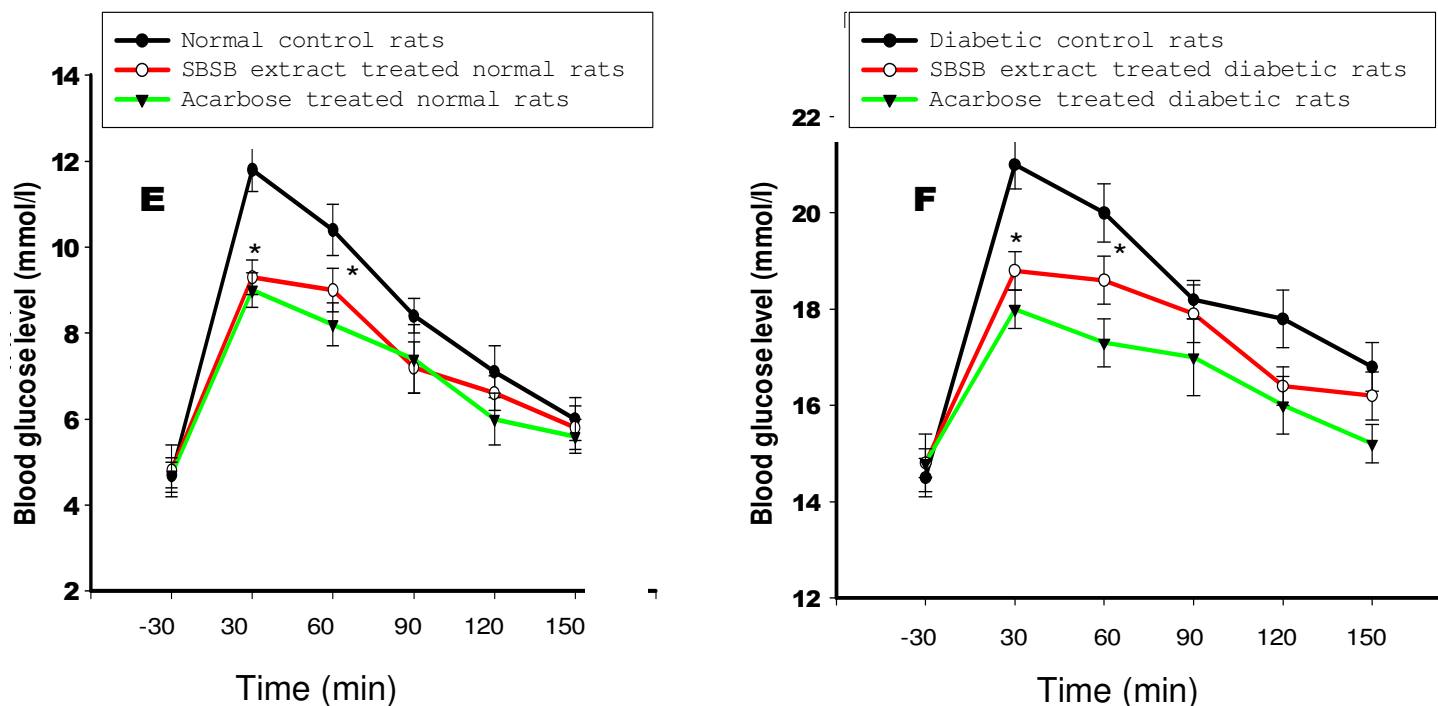 Normal control rats
SBSB extract treated normal rats
Acarbose treated normal rats
14
12
10
8
6
4
2
E
*
*
Blood glucose level (mmol/l)
-30 30 60 90 120 150
Time (min)
Diabetic control rats
SBSB extract treated diabetic rats
Acarbose treated diabetic rats
22
20
18
16
14
12
F
*
*
Blood glucose level (mmol/l)
-30 30 60 90 120 150
Time (min)